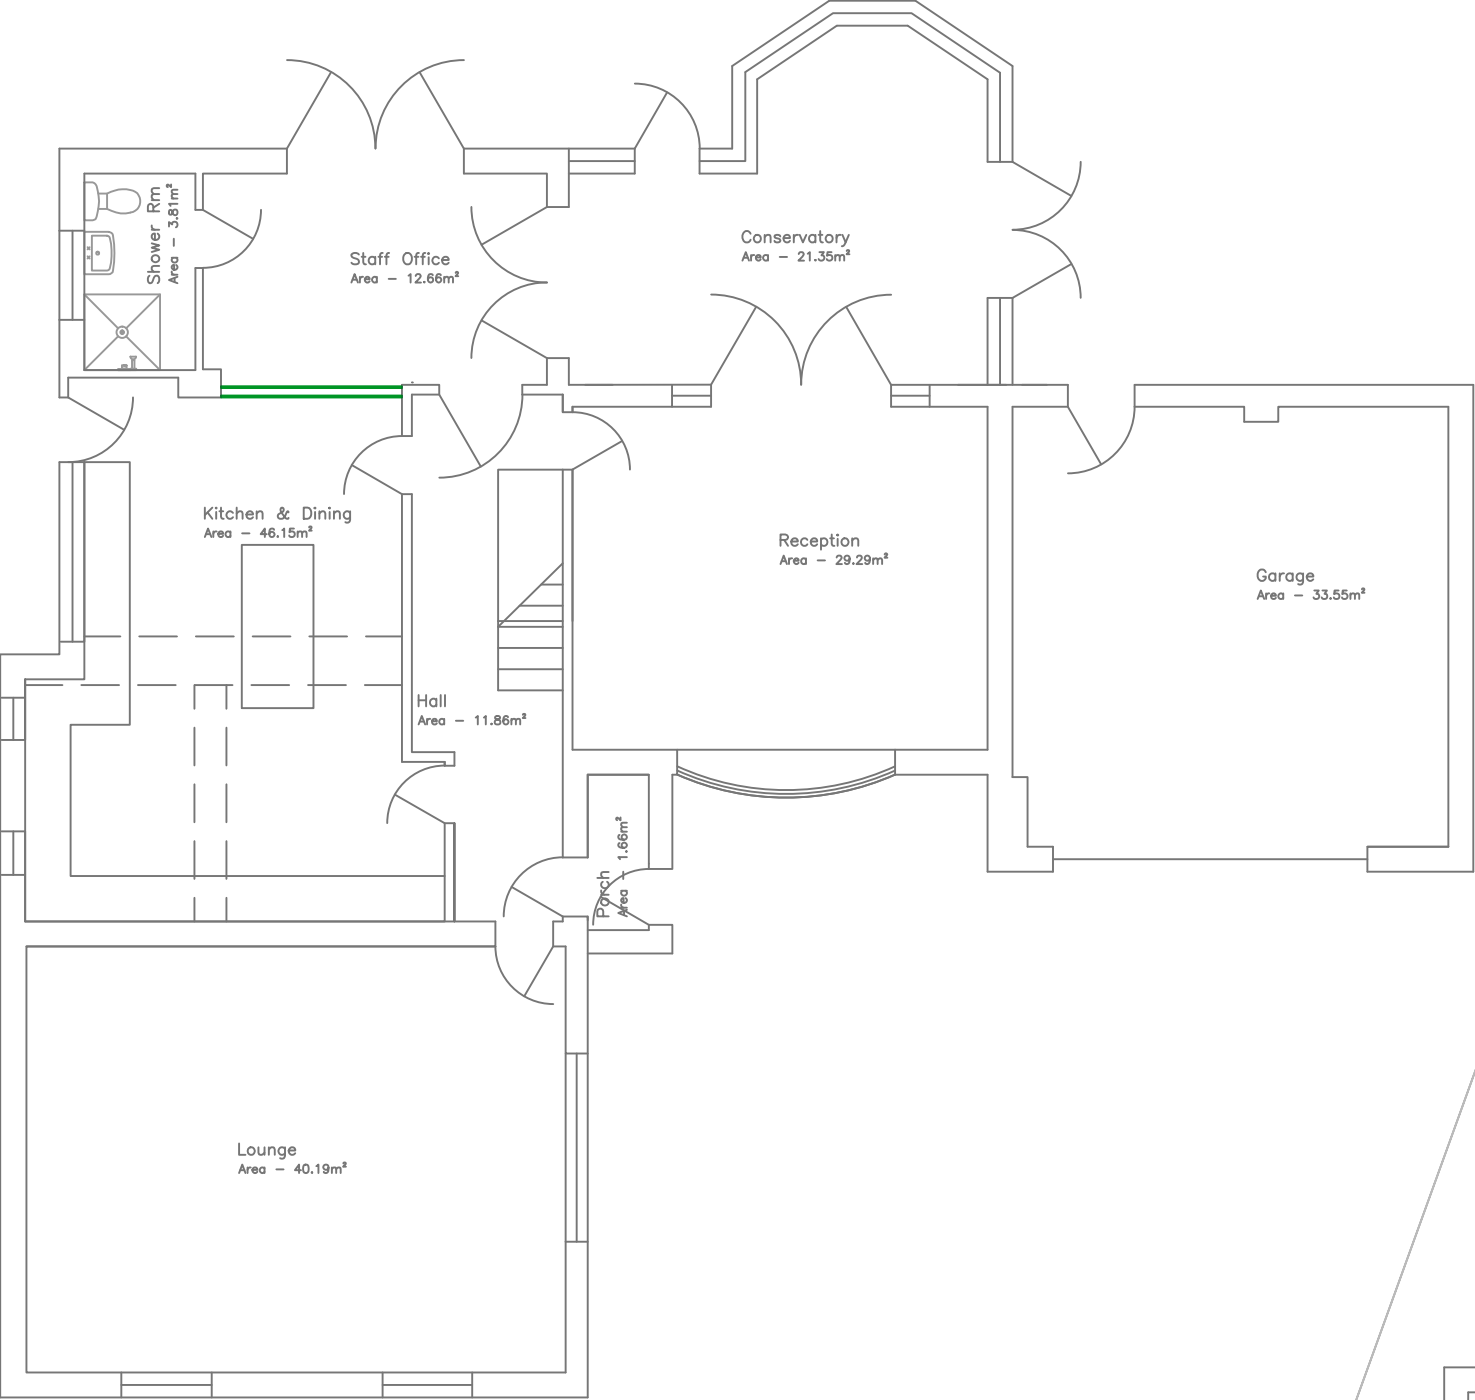 Shower Rm
Area - 3.81m²
Staff Office
Area - 12.66m²
Conservatory
Area - 21.35m²
Kitchen & Dining
Area - 46.15m²
Reception
Area - 29.29m²
Garage
Area - 33.55m²
Hall
Area - 11.86m²
Porch
Area - 1.66m²
Lounge
Area - 40.19m²